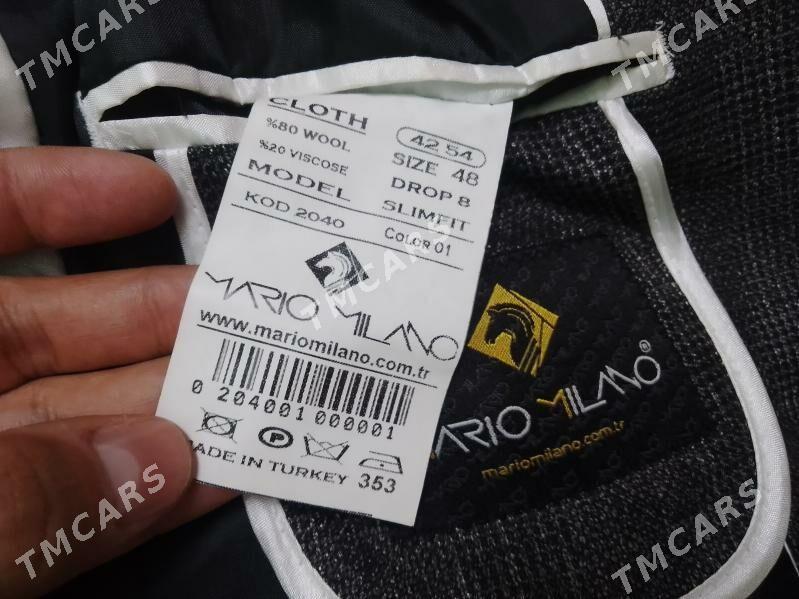 CLOTH
%80 WOOL
%20 VISCOSE
MODEL
KOD 2040
42 54
SIZE 48
DROP 8
SLIMFIT
COLOR 01
MARIO MILANO
www.mariomilano.com.tr
0 204001 000001
P
MADE IN TURKEY 353
MARIO MILANO®
mariomilano.com.tr
TMCARS
TMCARS
TMCARS
TMCARS
TMCARS
TMCARS